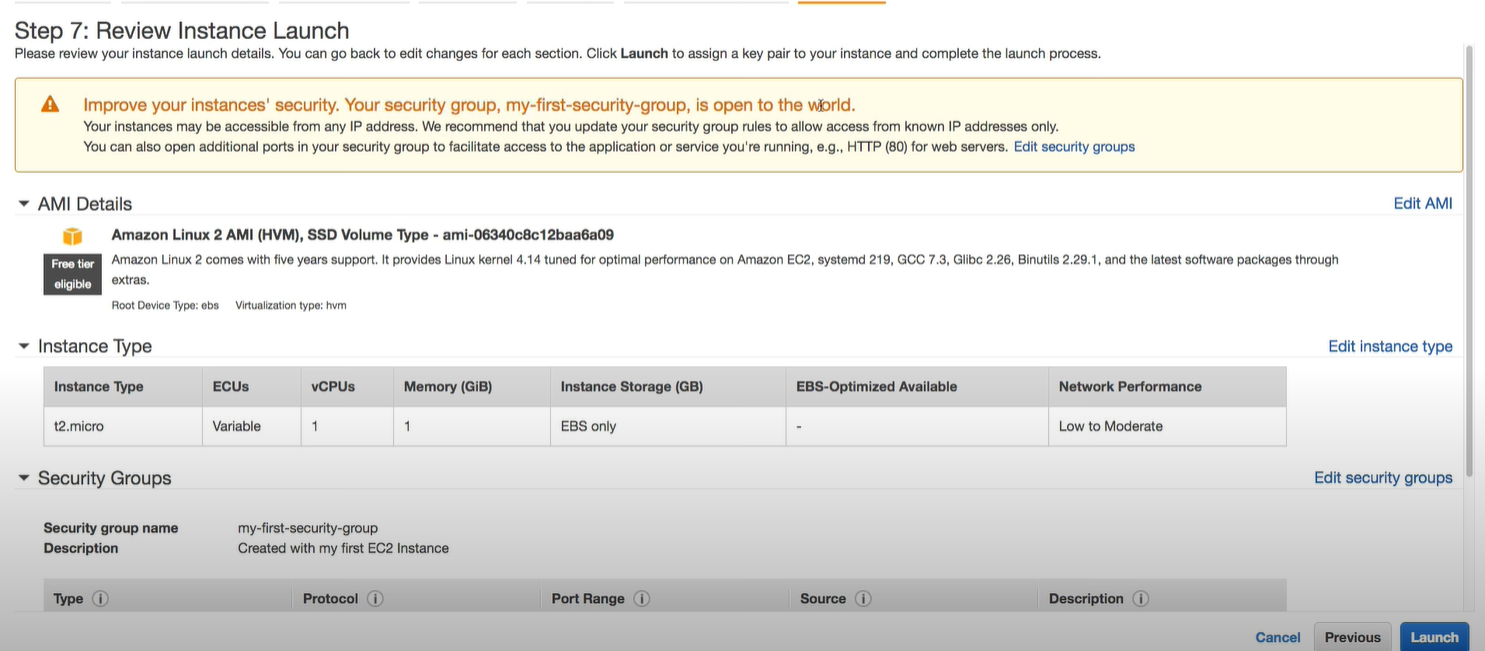 Step 7: Review Instance Launch
Please review your instance launch details. You can go back to edit changes for each section. Click Launch to assign a key pair to your instance and complete the launch process.
Improve your instances' security. Your security group, my-first-security-group, is open to the world.
Your instances may be accessible from any IP address. We recommend that you update your security group rules to allow access from known IP addresses only.
You can also open additional ports in your security group to facilitate access to the application or service you're running, e.g., HTTP (80) for web servers. Edit security groups
AMI Details Edit AMI
Amazon Linux 2 AMI (HVM), SSD Volume Type - ami-06340c8c12baa6a09
Free tier eligible
Amazon Linux 2 comes with five years support. It provides Linux kernel 4.14 tuned for optimal performance on Amazon EC2, systemd 219, GCC 7.3, Glibc 2.26, Binutils 2.29.1, and the latest software packages through
extras.
Root Device Type: ebs Virtualization type: hvm
Instance Type Edit instance type
Instance Type ECUs vCPUs Memory (GiB) Instance Storage (GB) EBS-Optimized Available Network Performance
t2.micro Variable 1 1 EBS only - Low to Moderate
Security Groups Edit security groups
Security group name my-first-security-group
Description Created with my first EC2 Instance
Type i Protocol i Port Range i Source i Description i
Cancel Previous Launch